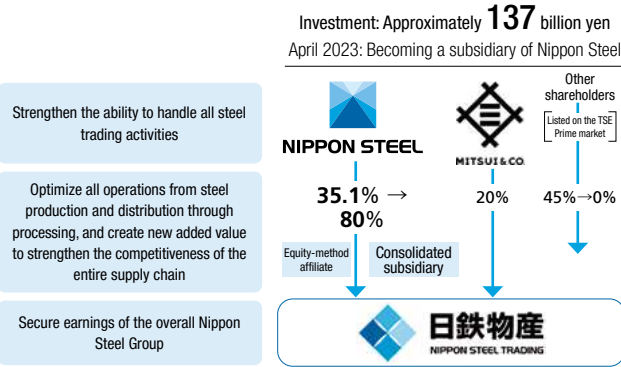 Investment: Approximately 137 billion yen
April 2023: Becoming a subsidiary of Nippon Steel
Strengthen the ability to handle all steel
trading activities
Optimize all operations from steel
production and distribution through
processing, and create new added value
to strengthen the competitiveness of the
entire supply chain
Secure earnings of the overall Nippon
Steel Group
NIPPON STEEL
MITSUI & CO.
Other
shareholders
Listed on the TSE
Prime market
35.1% →
80%
20%
45%→0%
Equity-method
affiliate
Consolidated
subsidiary
日鉄物産
NIPPON STEEL TRADING